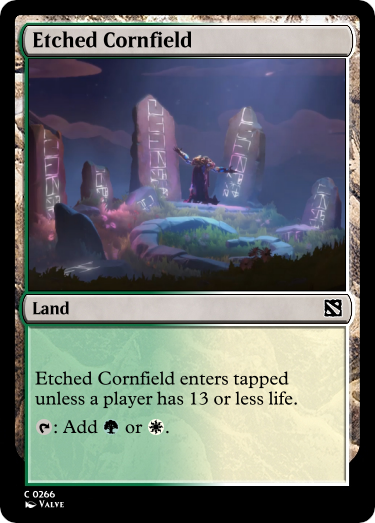 Etched Cornfield
Land
Etched Cornfield enters tapped
unless a player has 13 or less life.
: Add or .
C 0266
Valve